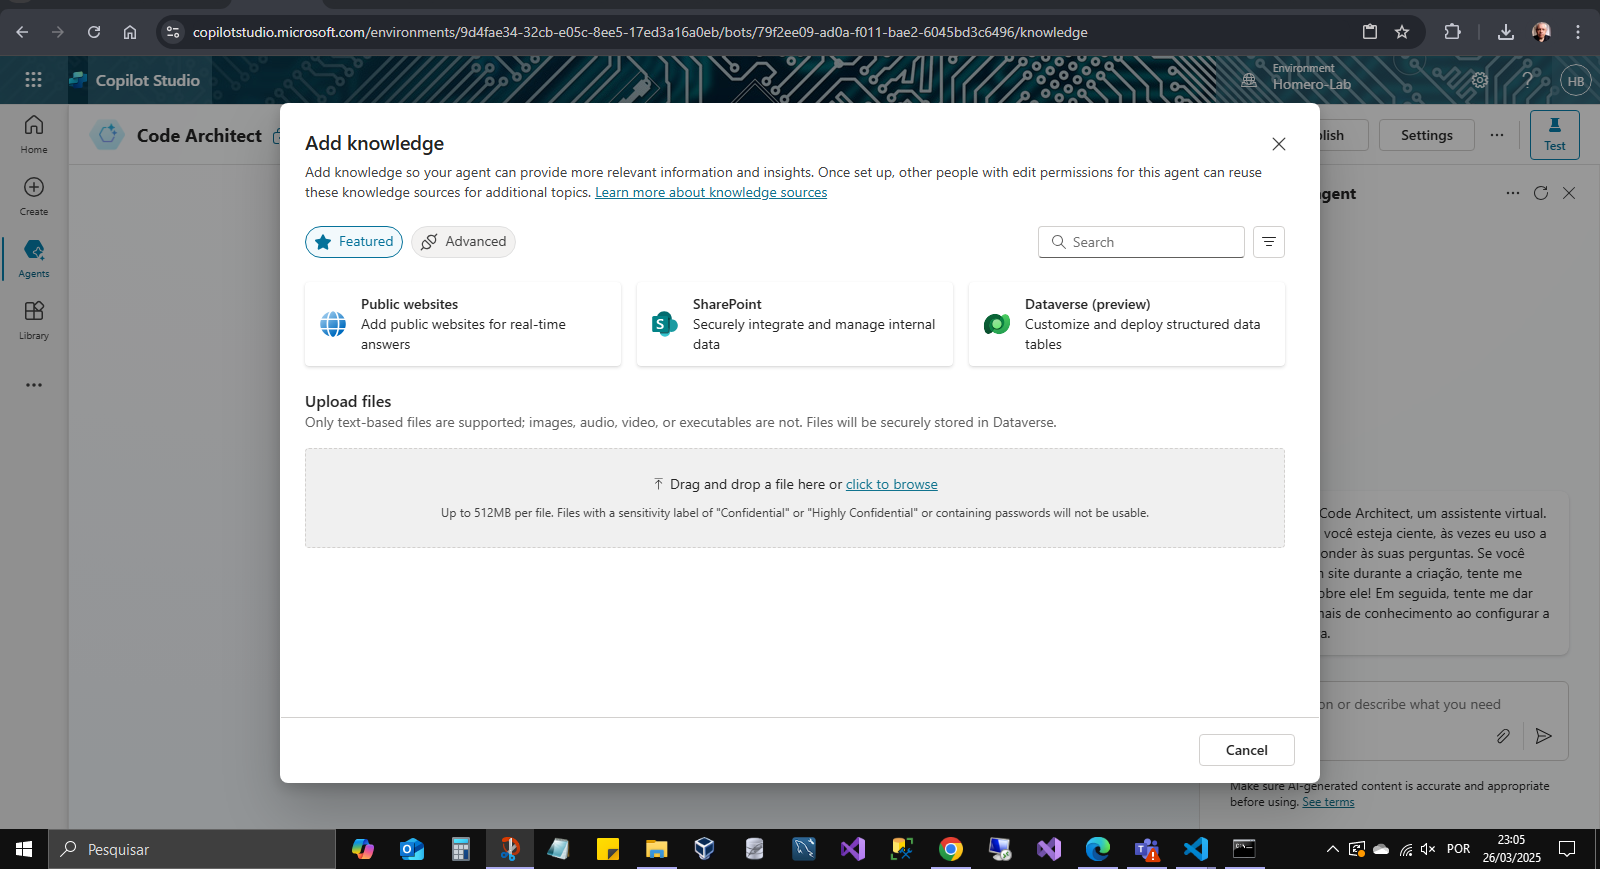 copilotstudio.microsoft.com/environments/9d4fae34-32cb-e05c-8ee5-17ed3a16a0eb/bots/79f2ee09-ad0a-f011-bae2-6045bd3c6496/knowledge
Copilot Studio
Environment
Homero-Lab
HB
Home
Create
Agents
Library
Code Architect
blish
Settings
Test
gent
Add knowledge
Add knowledge so your agent can provide more relevant information and insights. Once set up, other people with edit permissions for this agent can reuse
these knowledge sources for additional topics. Learn more about knowledge sources
Featured
Advanced
Search
Public websites
Add public websites for real-time
answers
SharePoint
Securely integrate and manage internal
data
Dataverse (preview)
Customize and deploy structured data
tables
Upload files
Only text-based files are supported; images, audio, video, or executables are not. Files will be securely stored in Dataverse.
Drag and drop a file here or click to browse
Up to 512MB per file. Files with a sensitivity label of "Confidential" or "Highly Confidential" or containing passwords will not be usable.
Cancel
Code Architect, um assistente virtual.
você esteja ciente, às vezes eu uso a
onder às suas perguntas. Se você
site durante a criação, tente me
obre ele! Em seguida, tente me dar
mais de conhecimento ao configurar a
a.
on or describe what you need
Make sure AI-generated content is accurate and appropriate
before using. See terms
Pesquisar
POR
23:05
26/03/2025